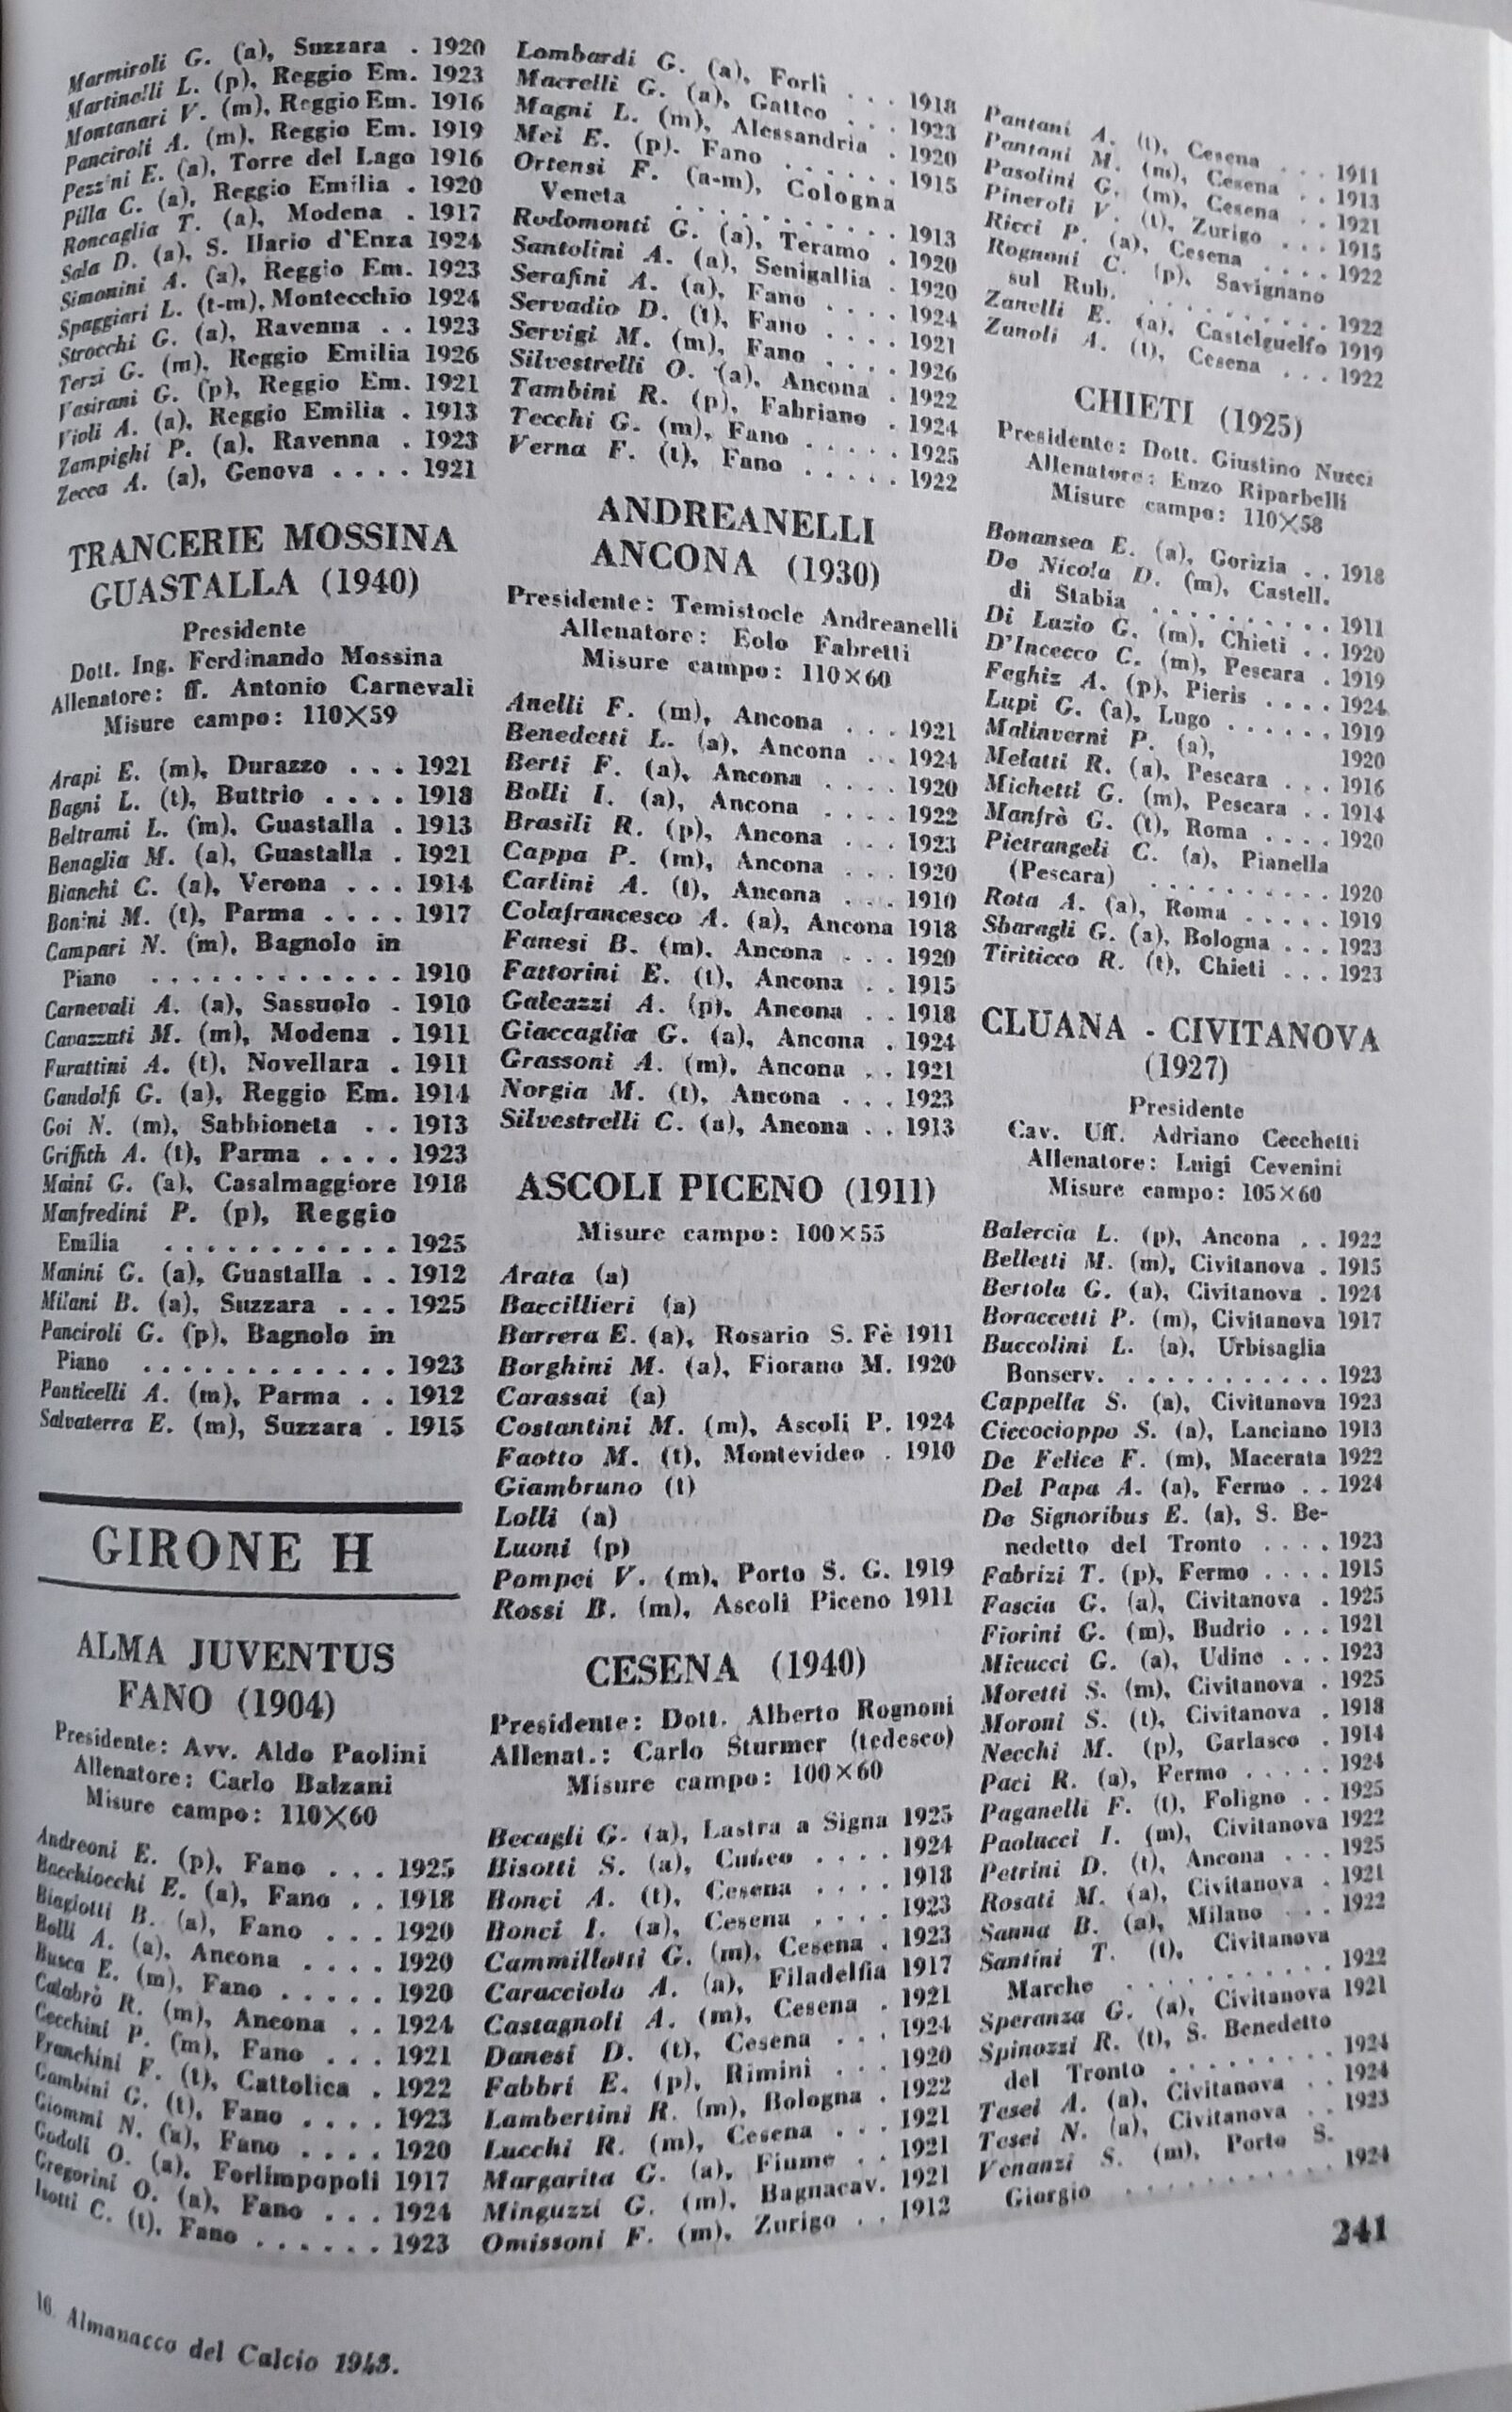 Marmiroli G. (a), Suzzara . 1920
Martinelli L. (p), Reggio Em. 1923
Montanari V. (m), Reggio Em. 1916
Panciroli A. (m), Reggio Em. 1919
Pezzini E. (a), Torre del Lago 1916
Pilla C. (a), Reggio Emilia . 1920
Roncaglia T. (a), Modena . 1917
Sala D. (a), S. Ilario d'Enza 1924
Simonini A. (a), Reggio Em. 1923
Spaggiari L. (t-m), Montecchio 1924
Strocchi G. (a), Ravenna . . 1923
Terzi G. (m), Reggio Emilia 1926
Vasirani G. (p), Reggio Em. 1921
Violi A. (a), Reggio Emilia . 1913
Zampighi P. (a), Ravenna . 1923
Zecca A. (a), Genova . . . . 1921
TRANCERIE MOSSINA
GUASTALLA (1940)
Presidente
Dott. Ing. Ferdinando Mossina
Allenatore: ff. Antonio Carnevali
Misure campo: 110×59
Arapi E. (m), Durazzo . . . 1921
Bagni L. (t), Buttrio . . . . 1918
Beltrami L. (m), Guastalla . 1913
Benaglia M. (a), Guastalla . 1921
Bianchi C. (a), Verona . . . 1914
Bonini M. (t), Parma . . . . 1917
Campari N. (m), Bagnolo in
Piano . . . . . . . . . . . . 1910
Carnevali A. (a), Sassuolo . 1910
Cavazzuti M. (m), Modena . 1911
Furattini A. (t), Novellara . 1911
Gandolfi G. (a), Reggio Em. 1914
Goi N. (m), Sabbioneta . . 1913
Griffith A. (t), Parma . . . . 1923
Maini G. (a), Casalmaggiore 1918
Manfredini P. (p), Reggio
Emilia . . . . . . . . . . . 1925
Manini G. (a), Guastalla . . 1912
Milani B. (a), Suzzara . . . 1925
Panciroli G. (p), Bagnolo in
Piano . . . . . . . . . . . . 1923
Ponticelli A. (m), Parma . . 1912
Salvaterra E. (m), Suzzara . 1915
GIRONE H
ALMA JUVENTUS
FANO (1904)
Presidente: Avv. Aldo Paolini
Allenatore: Carlo Balzani
Misure campo: 110×60
Andreoni E. (p), Fano . . . 1925
Bacchiocchi E. (a), Fano . . 1918
Biagiotti B. (a), Fano . . . 1920
Bolli A. (a), Ancona . . . . 1920
Busca E. (m), Fano . . . . . 1920
Calabrò R. (m), Ancona . . 1924
Cecchini P. (m), Fano . . . 1921
Franchini F. (t), Cattolica . 1922
Gambini G. (t), Fano . . . . 1923
Giommi N. (a), Fano . . . . 1920
Godoli O. (a), Forlimpopoli 1917
Gregorini O. (a), Fano . . . 1924
Isotti C. (t), Fano . . . . . . 1923
Lombardi G. (a), Forlì . . . 1918
Macrelli G. (a), Gatteo . . . 1923
Magni L. (m), Alessandria . 1920
Mei E. (p). Fano . . . . . . 1915
Ortensi F. (a-m), Cologna
Veneta . . . . . . . . . . . 1913
Rodomonti G. (a), Teramo . 1920
Santolini A. (a), Senigallia . 1920
Serafini A. (a), Fano . . . . 1924
Servadio D. (t), Fano . . . . 1921
Servigi M. (m), Fano . . . . 1926
Silvestrelli O. (a), Ancona . 1922
Tambini R. (p), Fabriano . 1924
Tecchi G. (m), Fano . . . . . 1925
Verna F. (t), Fano . . . . . 1922
ANDREANELLI
ANCONA (1930)
Presidente: Temistocle Andreanelli
Allenatore: Eolo Fabretti
Misure campo: 110×60
Anelli F. (m), Ancona . . . 1921
Benedetti L. (a), Ancona . . 1924
Berti F. (a), Ancona . . . . 1920
Bolli I. (a), Ancona . . . . 1922
Brasili R. (p), Ancona . . . 1923
Cappa P. (m), Ancona . . . 1920
Carlini A. (t), Ancona . . . 1910
Colafrancesco A. (a), Ancona 1918
Fanesi B. (m), Ancona . . . 1920
Fattorini E. (t), Ancona . . 1915
Galeazzi A. (p), Ancona . . 1918
Giaccaglia G. (a), Ancona . 1924
Grassoni A. (m), Ancona . . 1921
Norgia M. (t), Ancona . . . 1923
Silvestrelli C. (a), Ancona . . 1913
ASCOLI PICENO (1911)
Misure campo: 100×55
Arata (a)
Baccillieri (a)
Barrera E. (a), Rosario S. Fè 1911
Borghini M. (a), Fiorano M. 1920
Carassai (a)
Costantini M. (m), Ascoli P. 1924
Faotto M. (t), Montevideo . 1910
Giambruno (t)
Lolli (a)
Luoni (p)
Pompei V. (m), Porto S. G. 1919
Rossi B. (m), Ascoli Piceno 1911
CESENA (1940)
Presidente: Dott. Alberto Rognoni
Allenat.: Carlo Sturmer (tedesco)
Misure campo: 100×60
Becagli G. (a), Lastra a Signa 1925
Bisotti S. (a), Cuneo . . . . 1924
Bonci A. (t), Cesena . . . . 1918
Bonci I. (a), Cesena . . . . 1923
Cammillotti G. (m), Cesena . 1923
Caracciolo A. (a), Filadelfia 1917
Castagnoli A. (m), Cesena . 1921
Danesi D. (t), Cesena . . . 1924
Fabbri E. (p), Rimini . . . 1920
Lambertini R. (m), Bologna . 1922
Lucchi R. (m), Cesena . . . 1921
Margarita G. (a), Fiume . . 1921
Minguzzi G. (m), Bagnacav. 1921
Omissoni F. (m), Zurigo . . 1912
Pantani A. (t), Cesena . . . 1911
Pantani M. (m), Cesena . . 1913
Pasolini G. (m), Cesena . . 1921
Pineroli V. (t), Zurigo . . . 1915
Ricci P. (a), Cesena . . . . 1922
Rognoni C. (p), Savignano
sul Rub. . . . . . . . . . . 1922
Zanelli E. (a), Castelguelfo 1919
Zunoli A. (t), Cesena . . . 1922
CHIETI (1925)
Presidente: Dott. Giustino Nucci
Allenatore: Enzo Riparbelli
Misure campo: 110×58
Bonansea E. (a), Gorizia . . 1918
De Nicola D. (m), Castell.
di Stabia . . . . . . . . . . 1911
Di Luzio G. (m), Chieti . . 1920
D'Incecco C. (m), Pescara . 1919
Feghiz A. (p), Pieris . . . . 1924
Lupi G. (a), Lugo . . . . . . 1919
Malinverni P. (a), 1920
Melatti R. (a), Pescara . . . 1916
Michetti G. (m), Pescara . . 1914
Manfrò G. (t), Roma . . . . 1920
Pietrangeli C. (a), Pianella
(Pescara) . . . . . . . . . . 1920
Rota A. (a), Roma . . . . . 1919
Sbaragli G. (a), Bologna . . . 1923
Tiriticco R. (t), Chieti . . . 1923
CLUANA - CIVITANOVA
(1927)
Presidente
Cav. Uff. Adriano Cecchetti
Allenatore: Luigi Cevenini
Misure campo: 105×60
Balercia L. (p), Ancona . . 1922
Belletti M. (m), Civitanova . 1915
Bertola G. (a), Civitanova . 1924
Boraccetti P. (m), Civitanova 1917
Buccolini L. (a), Urbisaglia
Bonserv. . . . . . . . . . . . 1923
Cappella S. (a), Civitanova 1923
Ciccocioppo S. (a), Lanciano 1913
De Felice F. (m), Macerata 1922
Del Papa A. (a), Fermo . . 1924
De Signoribus E. (a), S. Be-
nedetto del Tronto . . . . 1923
Fabrizi T. (p), Fermo . . . . 1915
Fascia G. (a), Civitanova . 1925
Fiorini G. (m), Budrio . . . 1921
Micucci G. (a), Udine . . . 1923
Moretti S. (m), Civitanova . 1925
Moroni S. (t), Civitanova . 1918
Necchi M. (p), Garlasco . 1914
Paci R. (a), Fermo . . . . . 1924
Paganelli F. (t), Foligno . . 1925
Paolucci I. (m), Civitanova 1922
Petrini D. (t), Ancona . . . 1925
Rosati M. (a), Civitanova . 1921
Sanna B. (a), Milano . . . 1922
Santini T. (t), Civitanova
Marche . . . . . . . . . . . 1922
Speranza G. (a), Civitanova 1921
Spinozzi R. (t), S. Benedetto
del Tronto . . . . . . . . . 1924
Tesei A. (a), Civitanova . . 1924
Tesei N. (a), Civitanova . . 1923
Venanzi S. (m), Porto S.
Giorgio . . . . . . . . . . 1924
241
16. Almanacco del Calcio 1943.